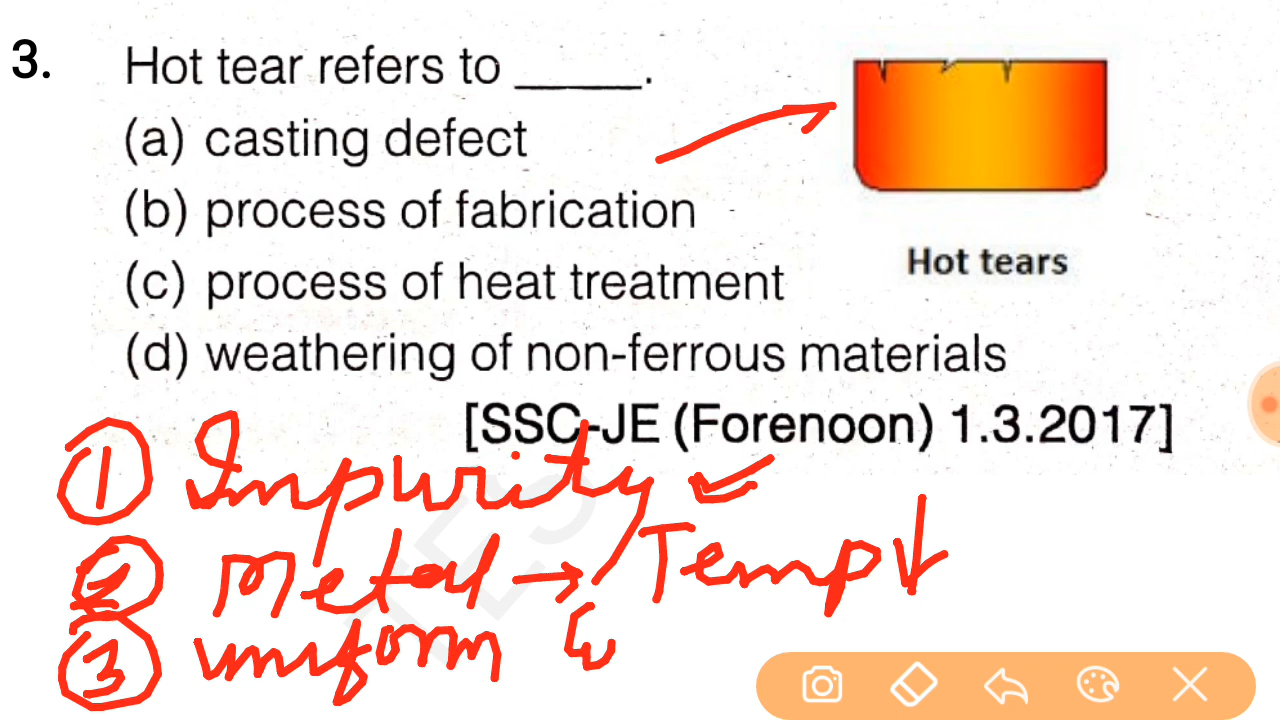 3. Hot tear refers to _____.
(a) casting defect
(b) process of fabrication
Hot tears
(c) process of heat treatment
(d) weathering of non-ferrous materials
[SSC-JE (Forenoon) 1.3.2017]
① Impurity ✓
② Metal → Temp ↓
③ uniform